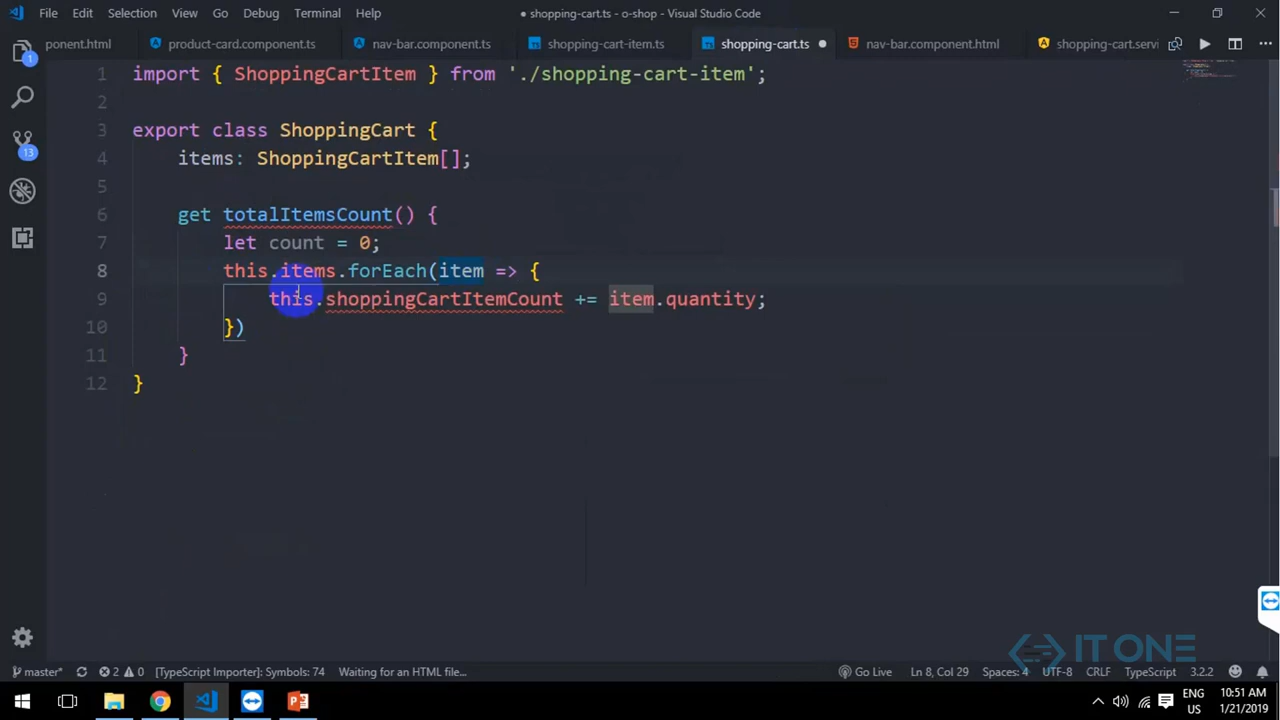 File Edit Selection View Go Debug Terminal Help ● shopping-cart.ts - o-shop - Visual Studio Code
1 ponent.html product-card.component.ts nav-bar.component.ts shopping-cart-item.ts shopping-cart.ts ● nav-bar.component.html shopping-cart.servi
1 import { ShoppingCartItem } from './shopping-cart-item';
2
3 export class ShoppingCart {
4 items: ShoppingCartItem[];
5
6 get totalItemsCount() {
7 let count = 0;
8 this.items.forEach(item => {
9 this.shoppingCartItemCount += item.quantity;
10 })
11 }
12 }
13
IT ONE
master* 2 0 [TypeScript Importer]: Symbols: 74 Waiting for an HTML file... Go Live Ln 8, Col 29 Spaces: 4 UTF-8 CRLF TypeScript 3.2.2
ENG 10:51 AM
US 1/21/2019